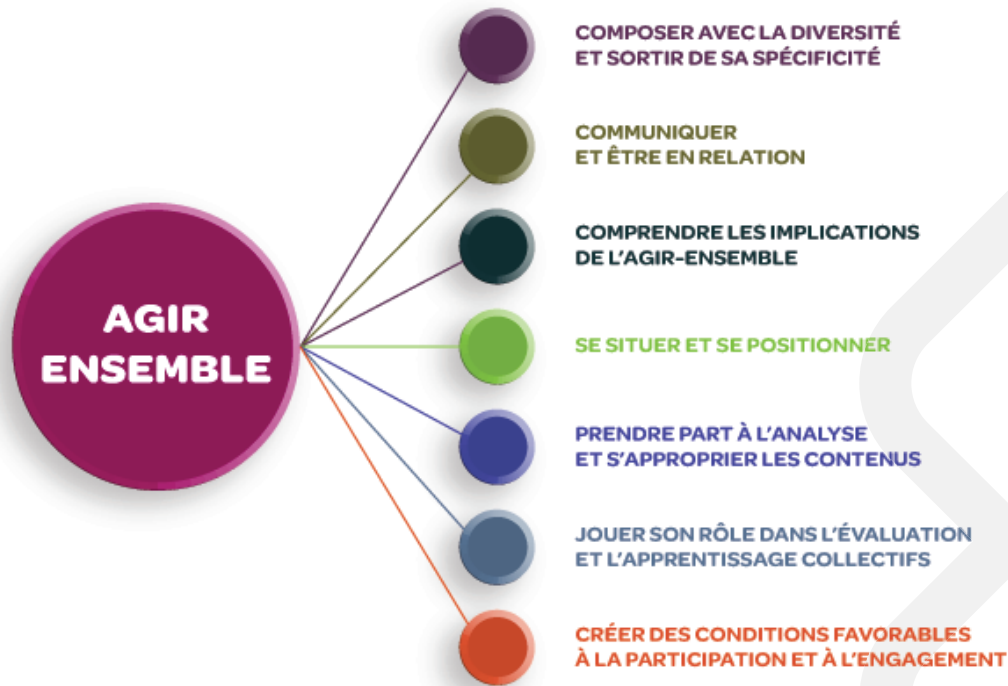 AGIR
ENSEMBLE
COMPOSER AVEC LA DIVERSITÉ
ET SORTIR DE SA SPÉCIFICITÉ
COMMUNIQUER
ET ÊTRE EN RELATION
COMPRENDRE LES IMPLICATIONS
DE L'AGIR-ENSEMBLE
SE SITUER ET SE POSITIONNER
PRENDRE PART À L'ANALYSE
ET S'APPROPRIER LES CONTENUS
JOUER SON RÔLE DANS L'ÉVALUATION
ET L'APPRENTISSAGE COLLECTIFS
CRÉER DES CONDITIONS FAVORABLES
À LA PARTICIPATION ET À L'ENGAGEMENT